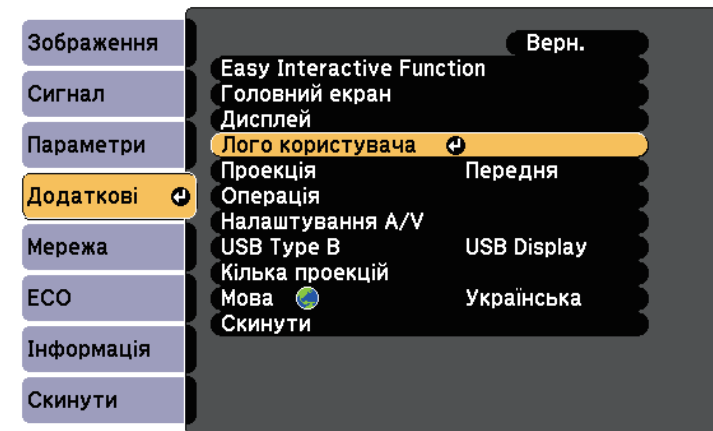 Зображення
Сигнал
Параметри
Додаткові
Мережа
ECO
Інформація
Скинути
Верн.
Easy Interactive Function
Головний екран
Дисплей
Лого користувача
Проекція Передня
Операція
Налаштування A/V
USB Type B USB Display
Кілька проекцій
Мова Українська
Скинути